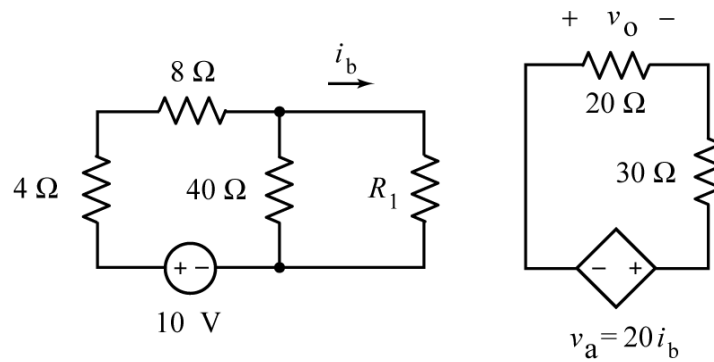 8 Ω
i_b
4 Ω
40 Ω
R_1
+ −
10 V
+ v_o −
20 Ω
30 Ω
− +
v_a = 20 i_b